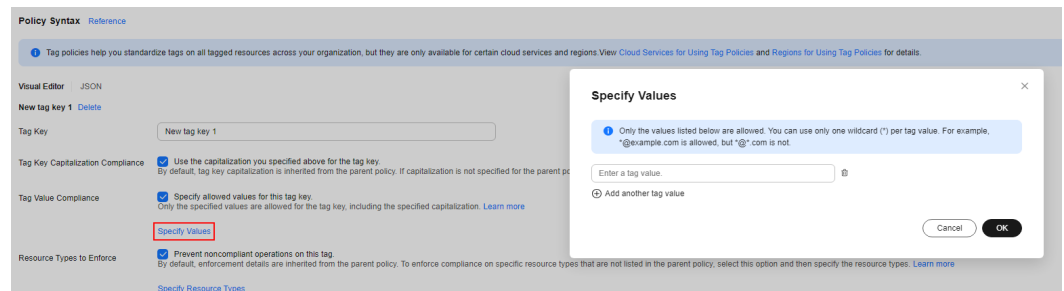 Policy Syntax Reference
Tag policies help you standardize tags on all tagged resources across your organization, but they are only available for certain cloud services and regions.View Cloud Services for Using Tag Policies and Regions for Using Tag Policies for details.
Visual Editor JSON
New tag key 1 Delete
Tag Key New tag key 1
Tag Key Capitalization Compliance Use the capitalization you specified above for the tag key.
By default, tag key capitalization is inherited from the parent policy. If capitalization is not specified for the parent po
Tag Value Compliance Specify allowed values for this tag key.
Only the specified values are allowed for the tag key, including the specified capitalization. Learn more
Specify Values
Resource Types to Enforce Prevent noncompliant operations on this tag.
By default, enforcement details are inherited from the parent policy. To enforce compliance on specific resource types that are not listed in the parent policy, select this option and then specify the resource types. Learn more
Specify Resource Types
Specify Values
Only the values listed below are allowed. You can use only one wildcard (*) per tag value. For example,
*@example.com is allowed, but *@*.com is not.
Enter a tag value.
Add another tag value
Cancel OK